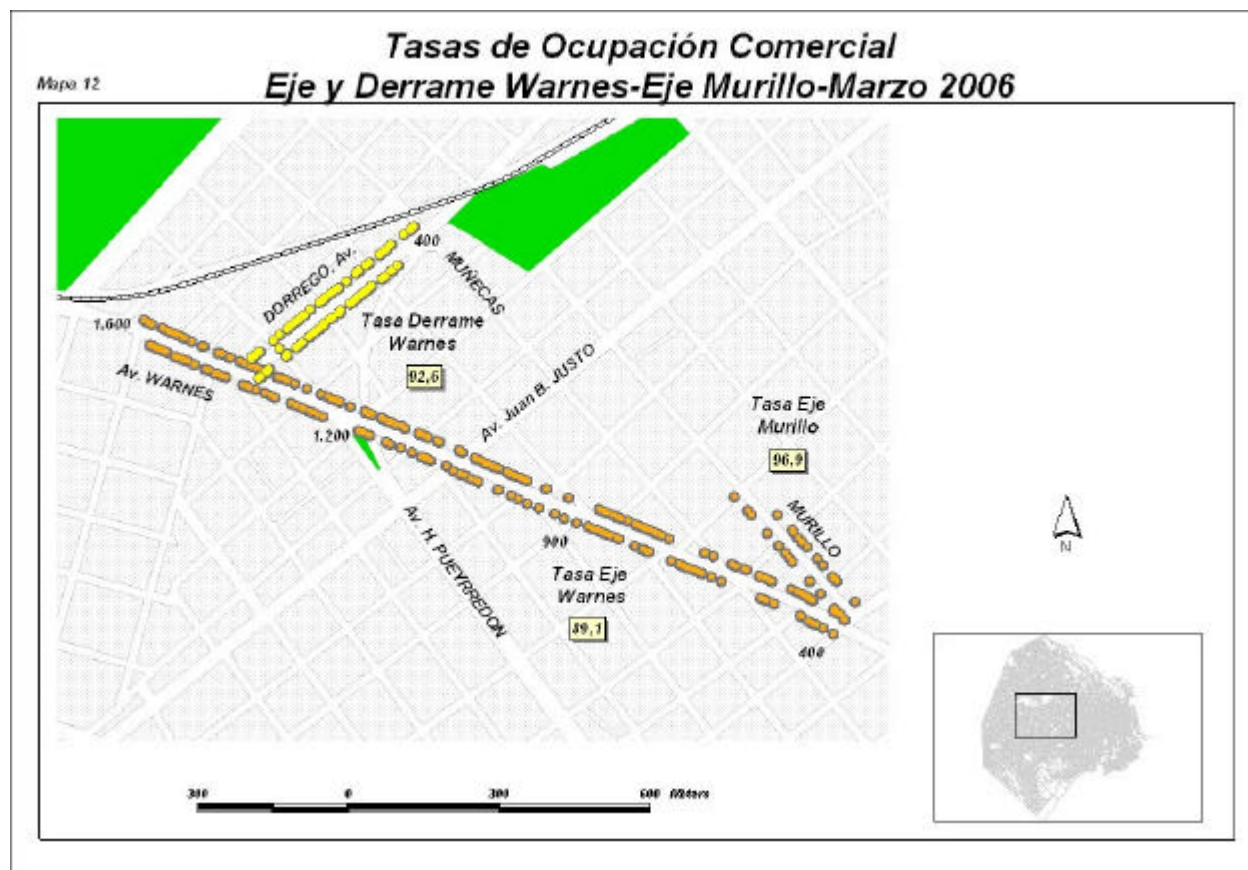 Tasas de Ocupación Comercial
Mapa 12
Eje y Derrame Warnes-Eje Murillo-Marzo 2006
400
DORREGO, Av.
MUÑECAS
1.600
Tasa Derrame
Warnes
92,6
Av. WARNES
Av. Juan B. JUSTO
Tasa Eje
Murillo
96,9
1.200
MURILLO
Av. H. PUEYRREDON
900
N
Tasa Eje
Warnes
89,1
400
300 0 300 600 Meters